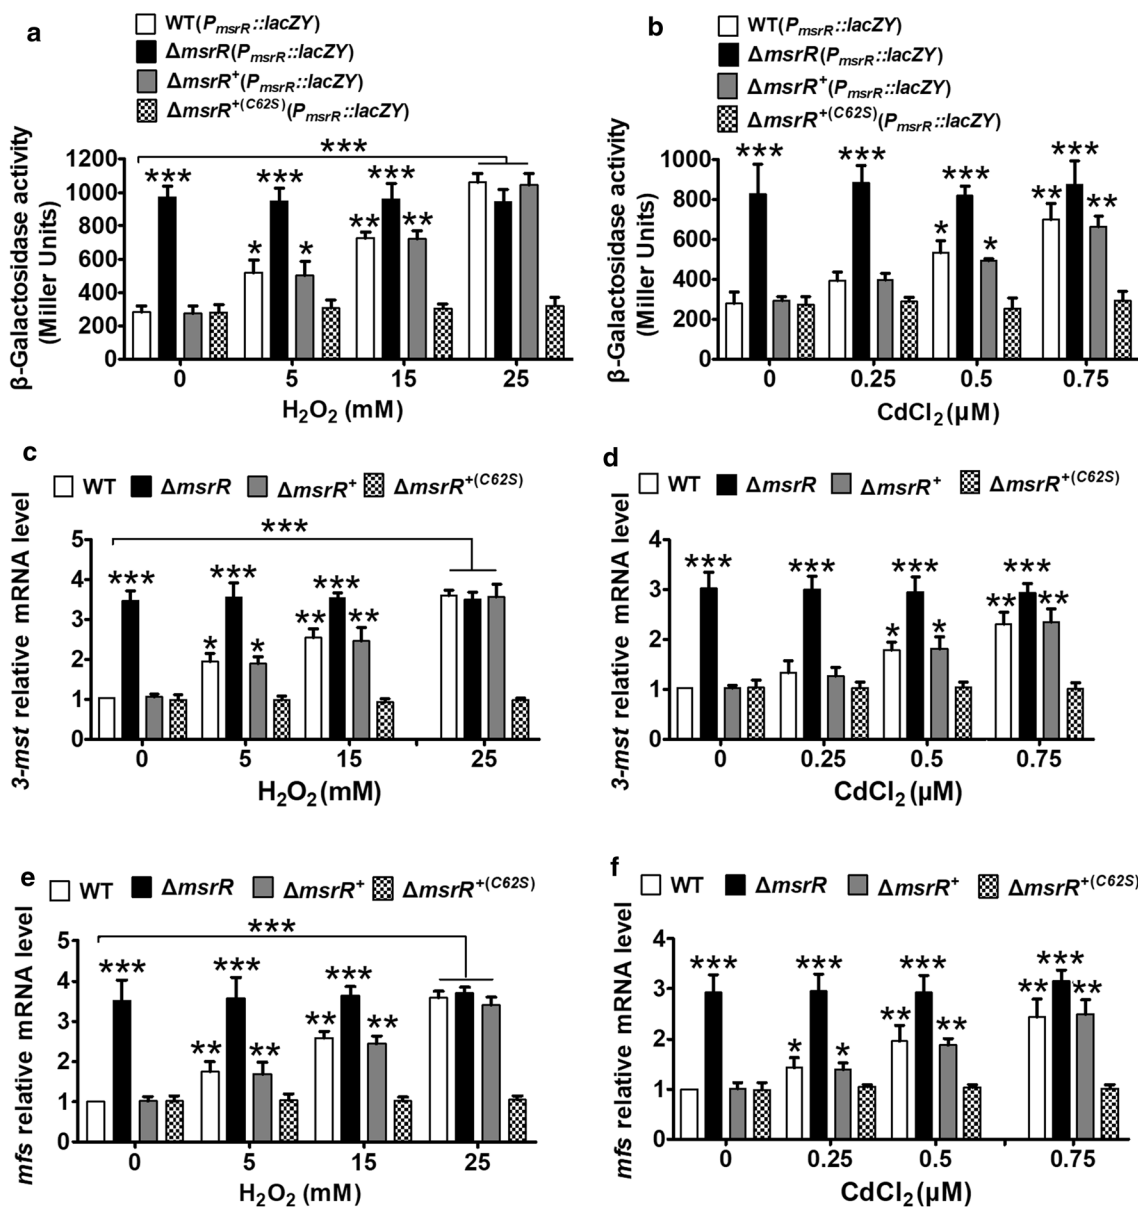 a
WT(PmsrR::lacZY)
ΔmsrR(PmsrR::lacZY)
ΔmsrR+(PmsrR::lacZY)
ΔmsrR+(C62S)(PmsrR::lacZY)
β-Galactosidase activity
(Miller Units)
1200
1000
800
600
400
200
0
***
*** *** ***
* * ** **
0 5 15 25
H2O2 (mM)
b
WT(PmsrR::lacZY)
ΔmsrR(PmsrR::lacZY)
ΔmsrR+(PmsrR::lacZY)
ΔmsrR+(C62S)(PmsrR::lacZY)
β-Galactosidase activity
(Miller Units)
1000
800
600
400
200
0
*** *** *** ***
* * ** **
0 0.25 0.5 0.75
CdCl2 (μM)
c
WT ΔmsrR ΔmsrR+ ΔmsrR+(C62S)
3-mst relative mRNA level
5
4
3
2
1
0
***
*** *** ***
* * ** **
0 5 15 25
H2O2 (mM)
d
WT ΔmsrR ΔmsrR+ ΔmsrR+(C62S)
3-mst relative mRNA level
4
3
2
1
0
*** *** *** ***
* * ** **
0 0.25 0.5 0.75
CdCl2 (μM)
e
WT ΔmsrR ΔmsrR+ ΔmsrR+(C62S)
mfs relative mRNA level
5
4
3
2
1
0
***
*** *** ***
** ** ** **
0 5 15 25
H2O2 (mM)
f
WT ΔmsrR ΔmsrR+ ΔmsrR+(C62S)
mfs relative mRNA level
4
3
2
1
0
*** *** *** ***
* * ** ** ** **
0 0.25 0.5 0.75
CdCl2 (μM)